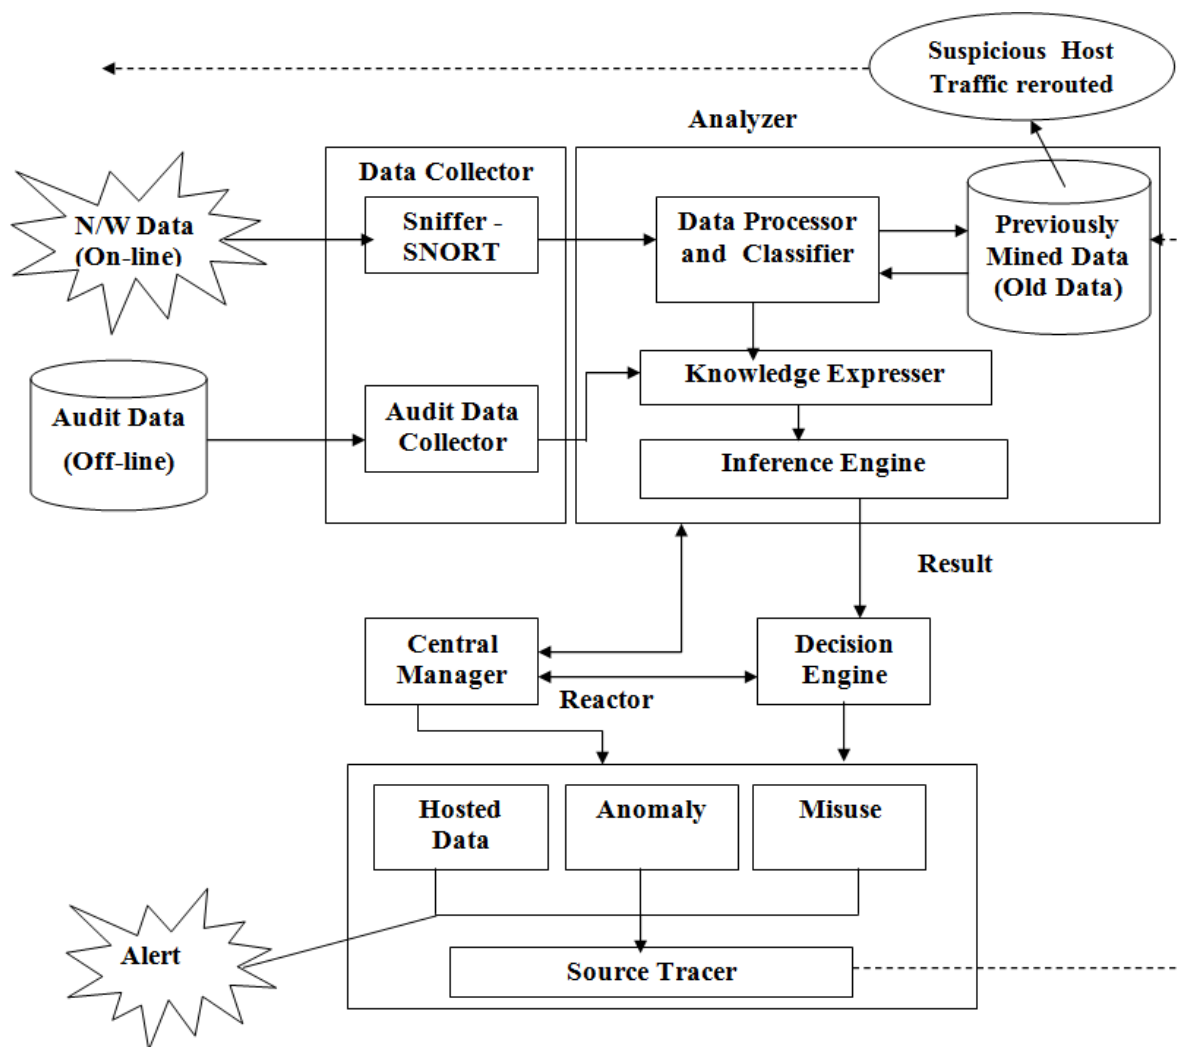 Suspicious Host
Traffic rerouted
Analyzer
Data Collector
N/W Data
(On-line)
Sniffer -
SNORT
Data Processor
and Classifier
Previously
Mined Data
(Old Data)
Knowledge Expresser
Audit Data
(Off-line)
Audit Data
Collector
Inference Engine
Result
Central
Manager
Decision
Engine
Reactor
Hosted
Data
Anomaly
Misuse
Alert
Source Tracer